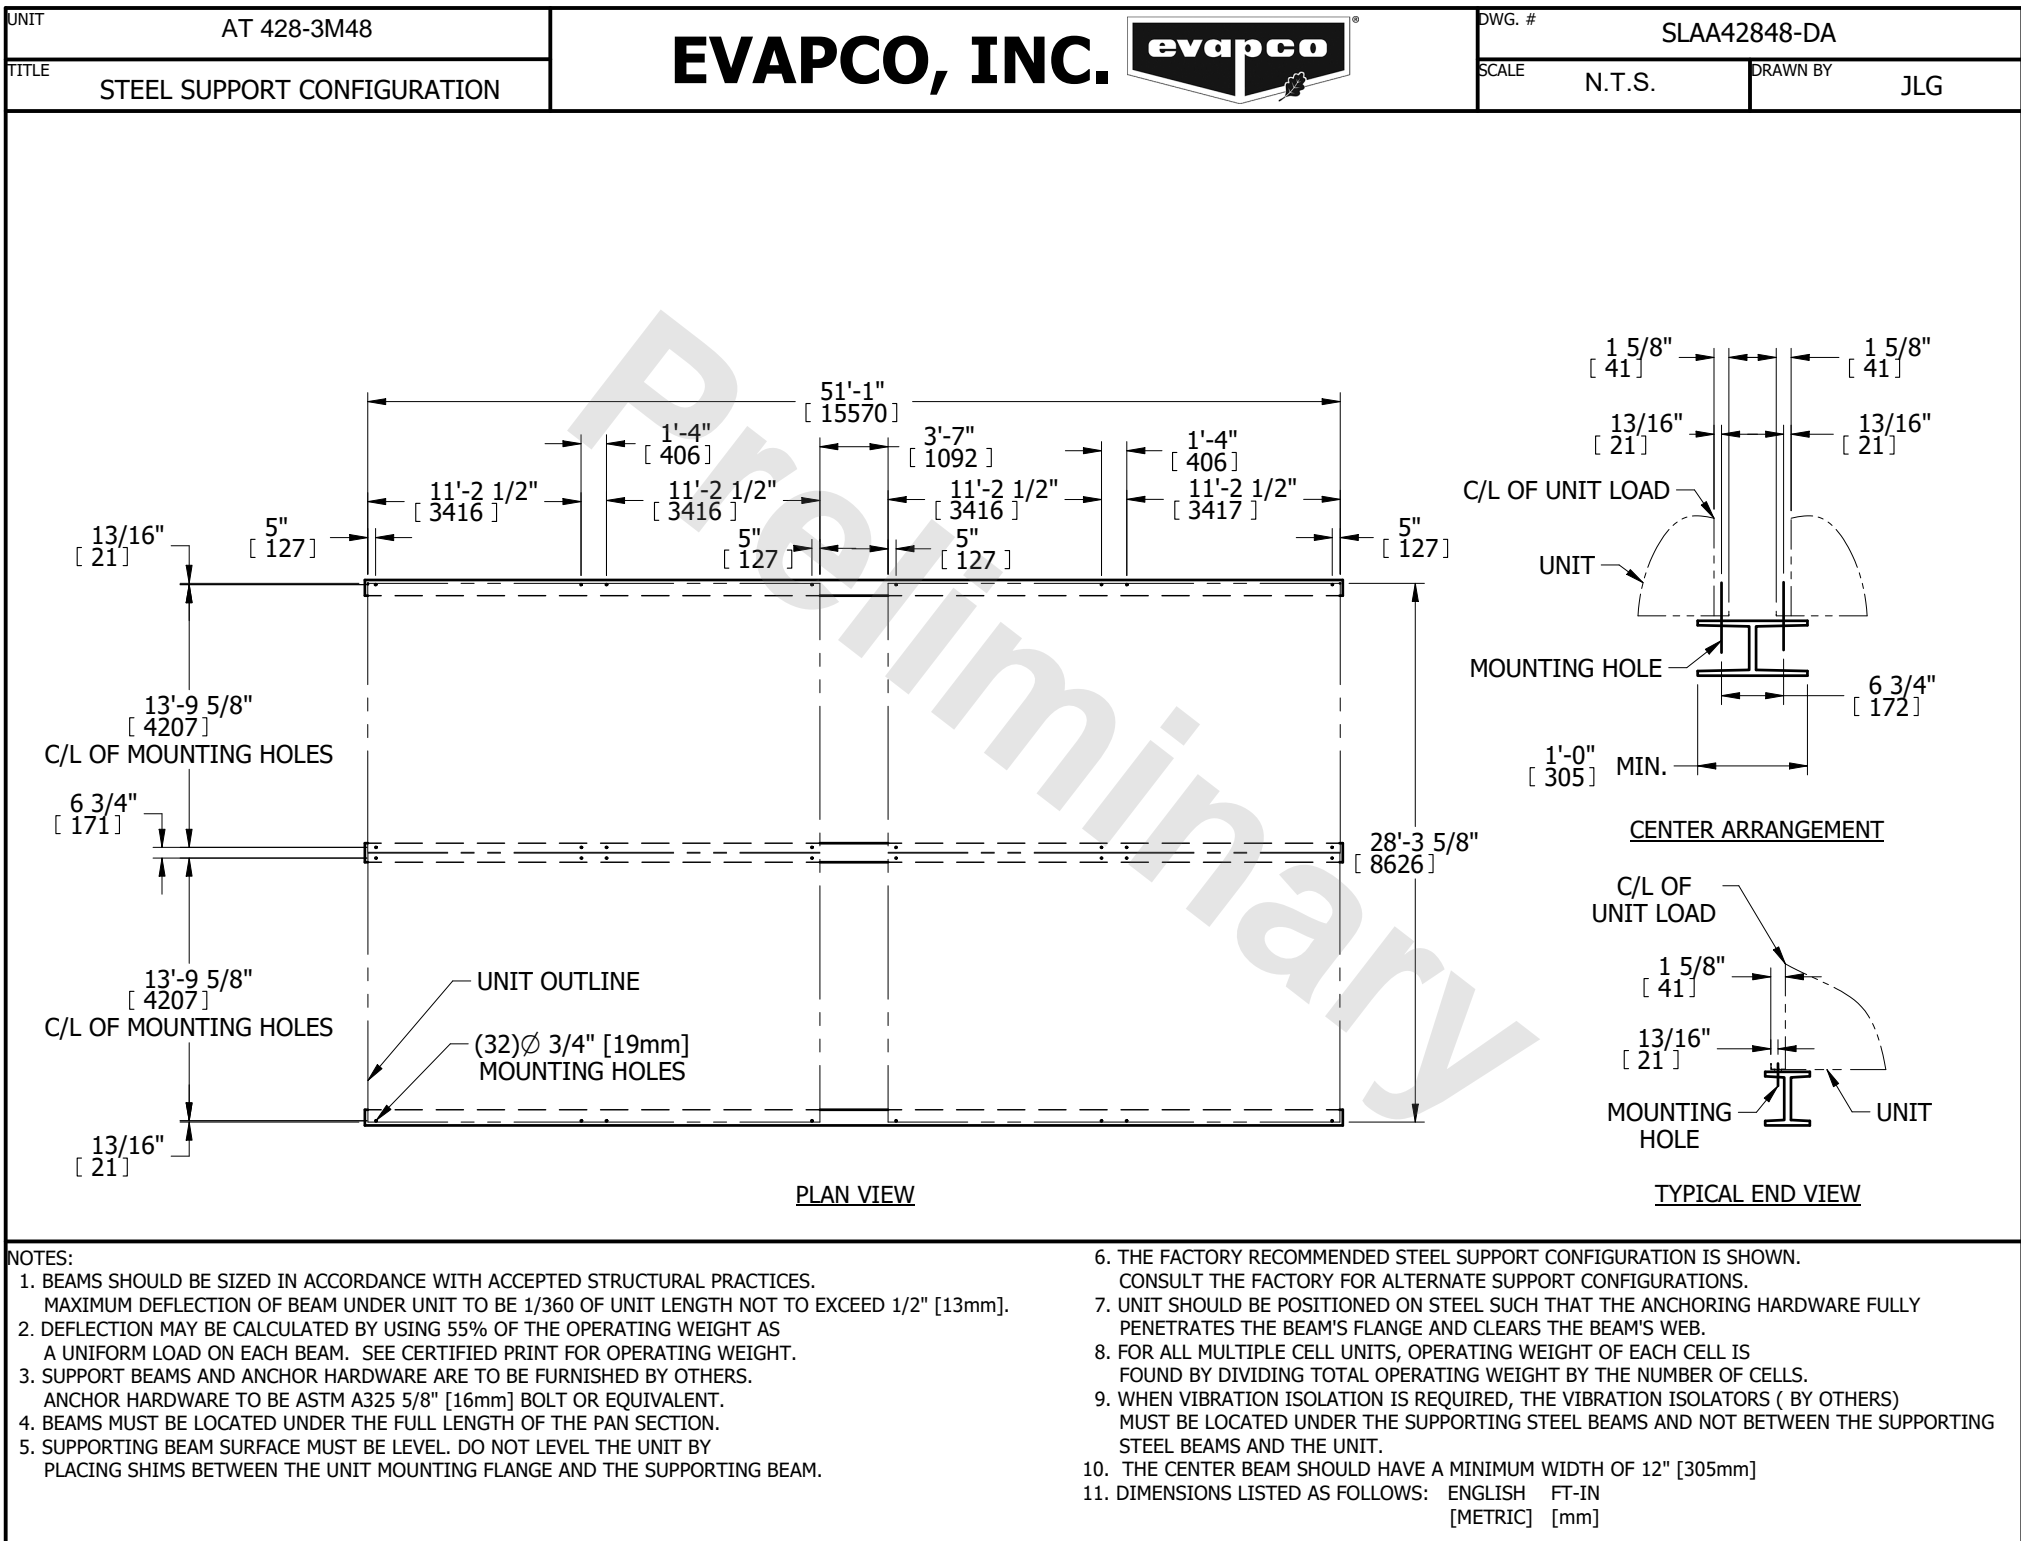 UNIT
AT 428-3M48
TITLE
STEEL SUPPORT CONFIGURATION
EVAPCO, INC.
evapco
®
DWG. #
SLAA42848-DA
SCALE
N.T.S.
DRAWN BY
JLG
Preliminary
51'-1"
[ 15570 ]
1'-4"
[ 406 ]
3'-7"
[ 1092 ]
1'-4"
[ 406 ]
11'-2 1/2"
[ 3416 ]
11'-2 1/2"
[ 3416 ]
11'-2 1/2"
[ 3416 ]
11'-2 1/2"
[ 3417 ]
13/16"
[ 21 ]
5"
[ 127 ]
5"
[ 127 ]
5"
[ 127 ]
5"
[ 127 ]
13'-9 5/8"
[ 4207 ]
C/L OF MOUNTING HOLES
6 3/4"
[ 171 ]
28'-3 5/8"
[ 8626 ]
13'-9 5/8"
[ 4207 ]
C/L OF MOUNTING HOLES
UNIT OUTLINE
(32)Ø 3/4" [19mm]
MOUNTING HOLES
13/16"
[ 21 ]
PLAN VIEW
1 5/8"
[ 41 ]
1 5/8"
[ 41 ]
13/16"
[ 21 ]
13/16"
[ 21 ]
C/L OF UNIT LOAD
UNIT
MOUNTING HOLE
6 3/4"
[ 172 ]
1'-0"
[ 305 ]
MIN.
CENTER ARRANGEMENT
C/L OF
UNIT LOAD
1 5/8"
[ 41 ]
13/16"
[ 21 ]
MOUNTING
HOLE
UNIT
TYPICAL END VIEW
NOTES:
1. BEAMS SHOULD BE SIZED IN ACCORDANCE WITH ACCEPTED STRUCTURAL PRACTICES.
MAXIMUM DEFLECTION OF BEAM UNDER UNIT TO BE 1/360 OF UNIT LENGTH NOT TO EXCEED 1/2" [13mm].
2. DEFLECTION MAY BE CALCULATED BY USING 55% OF THE OPERATING WEIGHT AS
A UNIFORM LOAD ON EACH BEAM. SEE CERTIFIED PRINT FOR OPERATING WEIGHT.
3. SUPPORT BEAMS AND ANCHOR HARDWARE ARE TO BE FURNISHED BY OTHERS.
ANCHOR HARDWARE TO BE ASTM A325 5/8" [16mm] BOLT OR EQUIVALENT.
4. BEAMS MUST BE LOCATED UNDER THE FULL LENGTH OF THE PAN SECTION.
5. SUPPORTING BEAM SURFACE MUST BE LEVEL. DO NOT LEVEL THE UNIT BY
PLACING SHIMS BETWEEN THE UNIT MOUNTING FLANGE AND THE SUPPORTING BEAM.
6. THE FACTORY RECOMMENDED STEEL SUPPORT CONFIGURATION IS SHOWN.
CONSULT THE FACTORY FOR ALTERNATE SUPPORT CONFIGURATIONS.
7. UNIT SHOULD BE POSITIONED ON STEEL SUCH THAT THE ANCHORING HARDWARE FULLY
PENETRATES THE BEAM'S FLANGE AND CLEARS THE BEAM'S WEB.
8. FOR ALL MULTIPLE CELL UNITS, OPERATING WEIGHT OF EACH CELL IS
FOUND BY DIVIDING TOTAL OPERATING WEIGHT BY THE NUMBER OF CELLS.
9. WHEN VIBRATION ISOLATION IS REQUIRED, THE VIBRATION ISOLATORS ( BY OTHERS)
MUST BE LOCATED UNDER THE SUPPORTING STEEL BEAMS AND NOT BETWEEN THE SUPPORTING
STEEL BEAMS AND THE UNIT.
10. THE CENTER BEAM SHOULD HAVE A MINIMUM WIDTH OF 12" [305mm]
11. DIMENSIONS LISTED AS FOLLOWS: ENGLISH FT-IN
[METRIC] [mm]